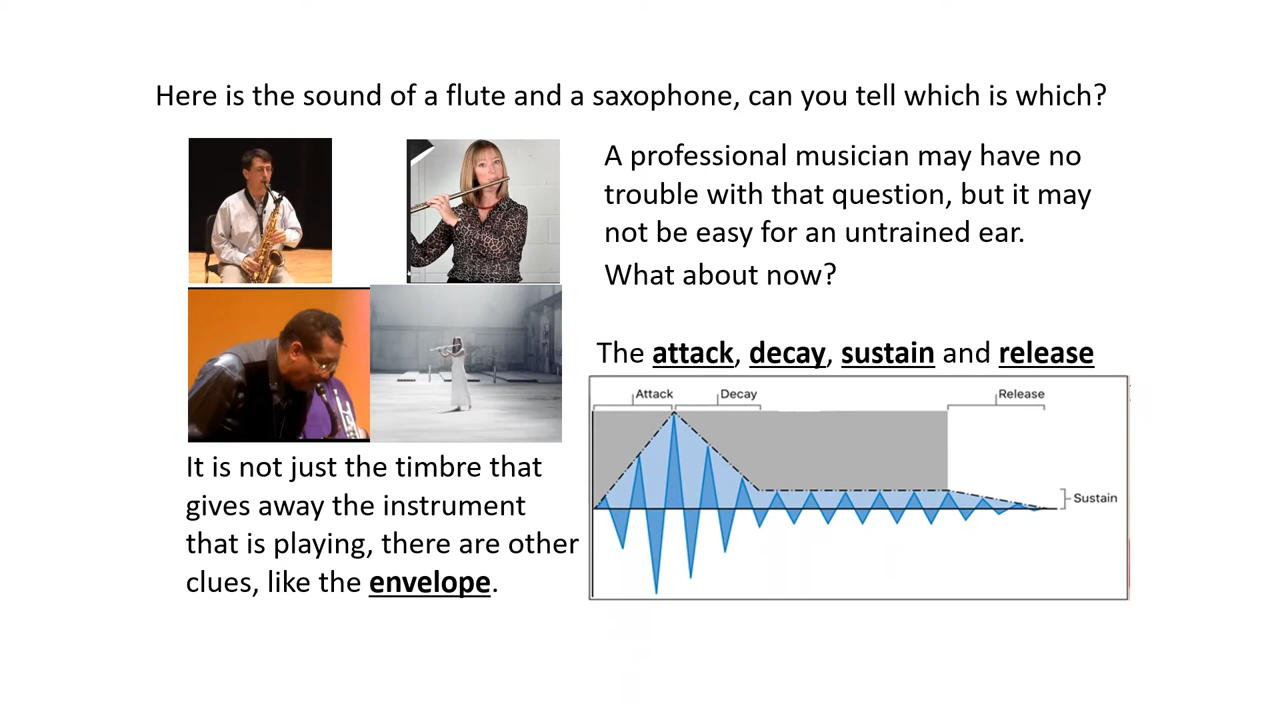 Here is the sound of a flute and a saxophone, can you tell which is which?
A professional musician may have no
trouble with that question, but it may
not be easy for an untrained ear.
What about now?
It is not just the timbre that
gives away the instrument
that is playing, there are other
clues, like the envelope.
The attack, decay, sustain and release
Attack
Decay
Release
Sustain